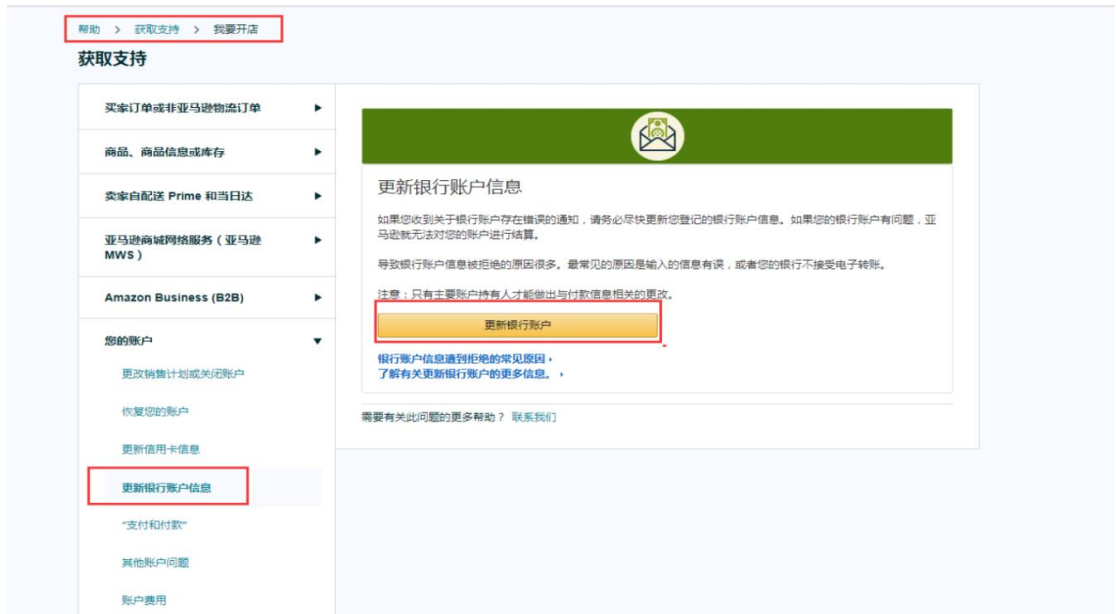 帮助 > 获取支持 > 我要开店
获取支持
买家订单或非亚马逊物流订单
商品、商品信息或库存
卖家自配送 Prime 和当日达
亚马逊商城网络服务（亚马逊
MWS）
Amazon Business (B2B)
您的账户
更改销售计划或关闭账户
恢复您的账户
更新信用卡信息
更新银行账户信息
“支付和付款”
其他账户问题
账户费用
更新银行账户信息
如果您收到关于银行账户存在错误的通知，请务必尽快更新您登记的银行账户信息。如果您的银行账户有问题，亚
马逊就无法对您的账户进行结算。
导致银行账户信息被拒绝的原因很多。最常见的原因是输入的信息有误，或者您的银行不接受电子转账。
注意：只有主要账户持有人才能做出与付款信息相关的更改。
更新银行账户
银行账户信息遭到拒绝的常见原因
了解有关更新银行账户的更多信息。
需要有关此问题的更多帮助？ 联系我们